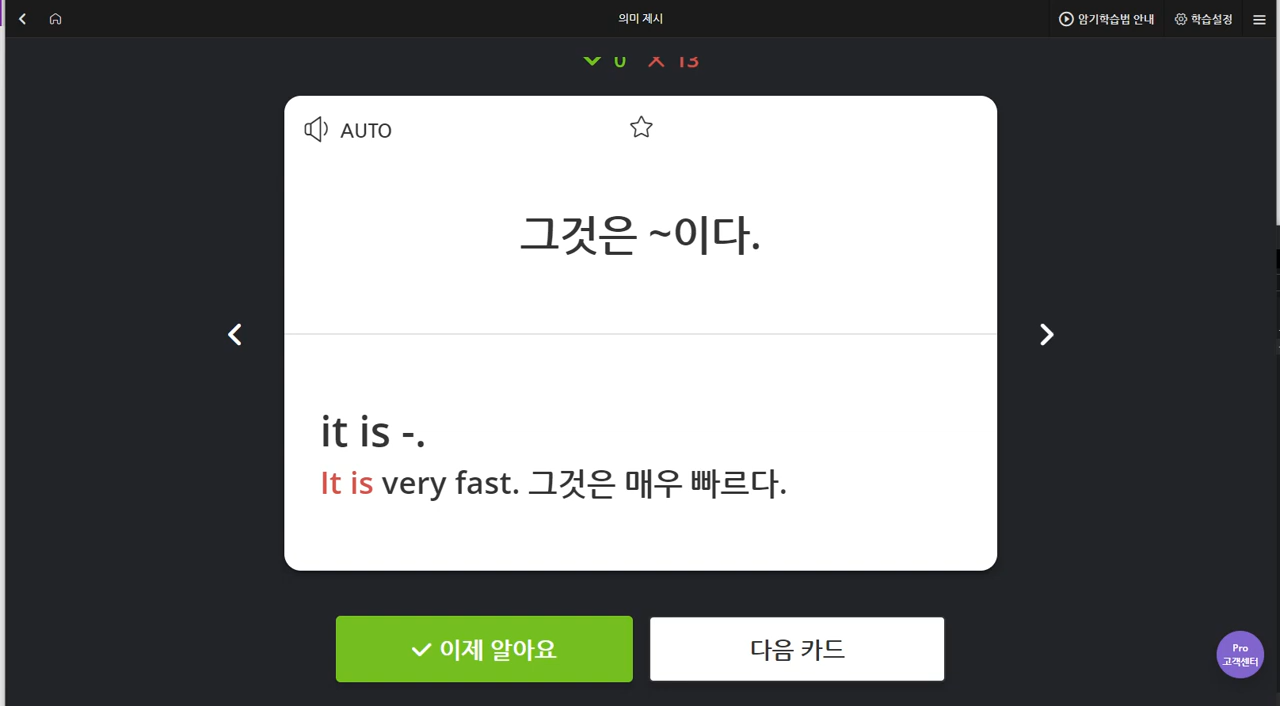 의미 제시
암기학습법 안내
학습설정
AUTO
그것은 ~이다.
it is -.
It is very fast. 그것은 매우 빠르다.
이제 알아요
다음 카드
Pro
고객센터